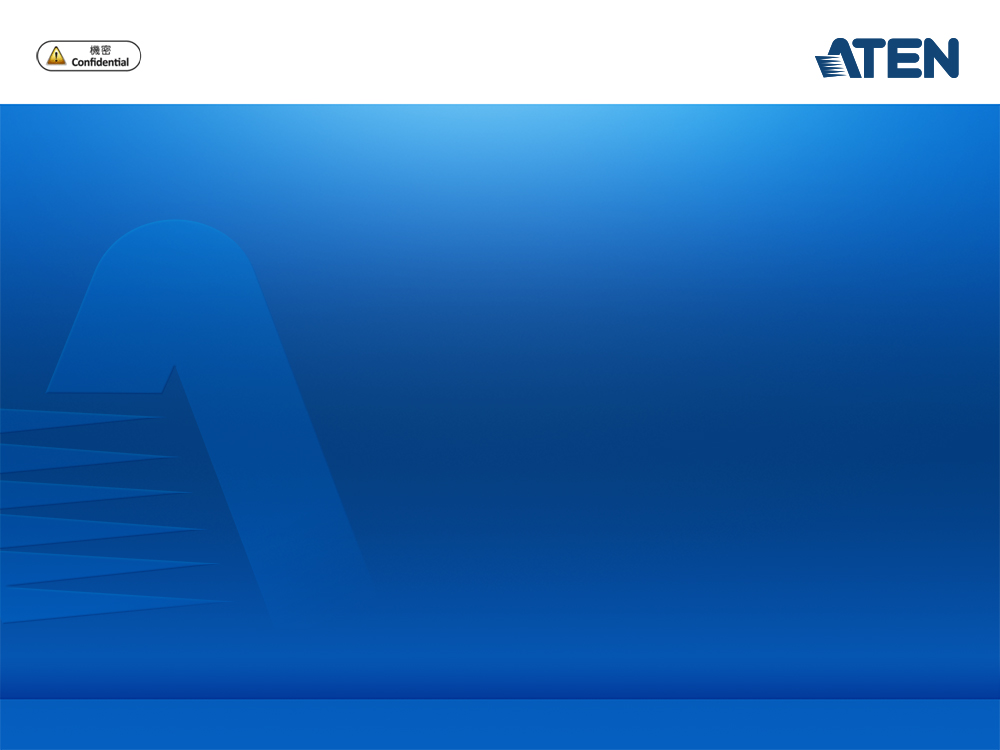 機密
Confidential
ATEN